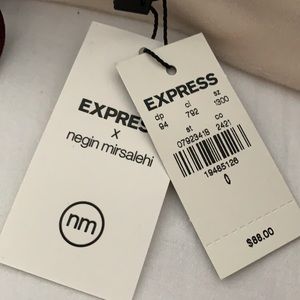 EXPRESS
x
negin mirsalehi
nm
EXPRESS
dp cl sz
94 792 1300
st co
07923418 2421
19485126
0
$88.00